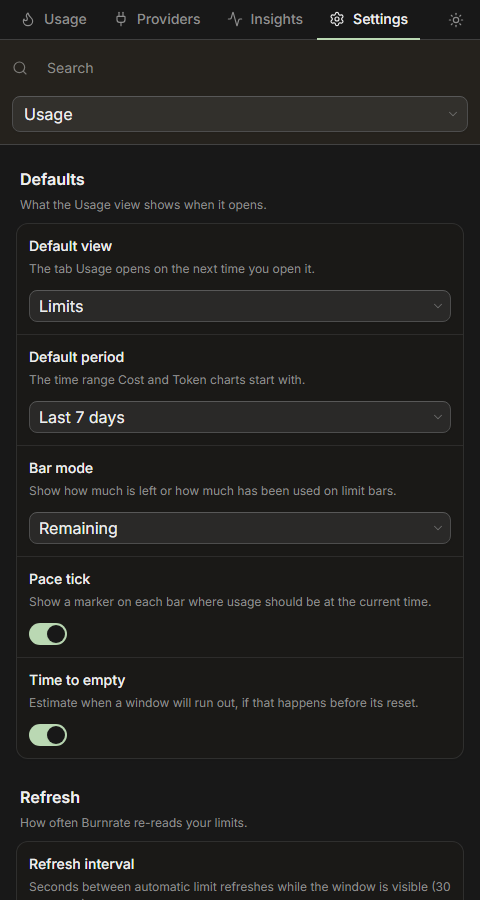 Usage Providers Insights Settings
Search
Usage
Defaults
What the Usage view shows when it opens.
Default view
The tab Usage opens on the next time you open it.
Limits
Default period
The time range Cost and Token charts start with.
Last 7 days
Bar mode
Show how much is left or how much has been used on limit bars.
Remaining
Pace tick
Show a marker on each bar where usage should be at the current time.
Time to empty
Estimate when a window will run out, if that happens before its reset.
Refresh
How often Burnrate re-reads your limits.
Refresh interval
Seconds between automatic limit refreshes while the window is visible (30